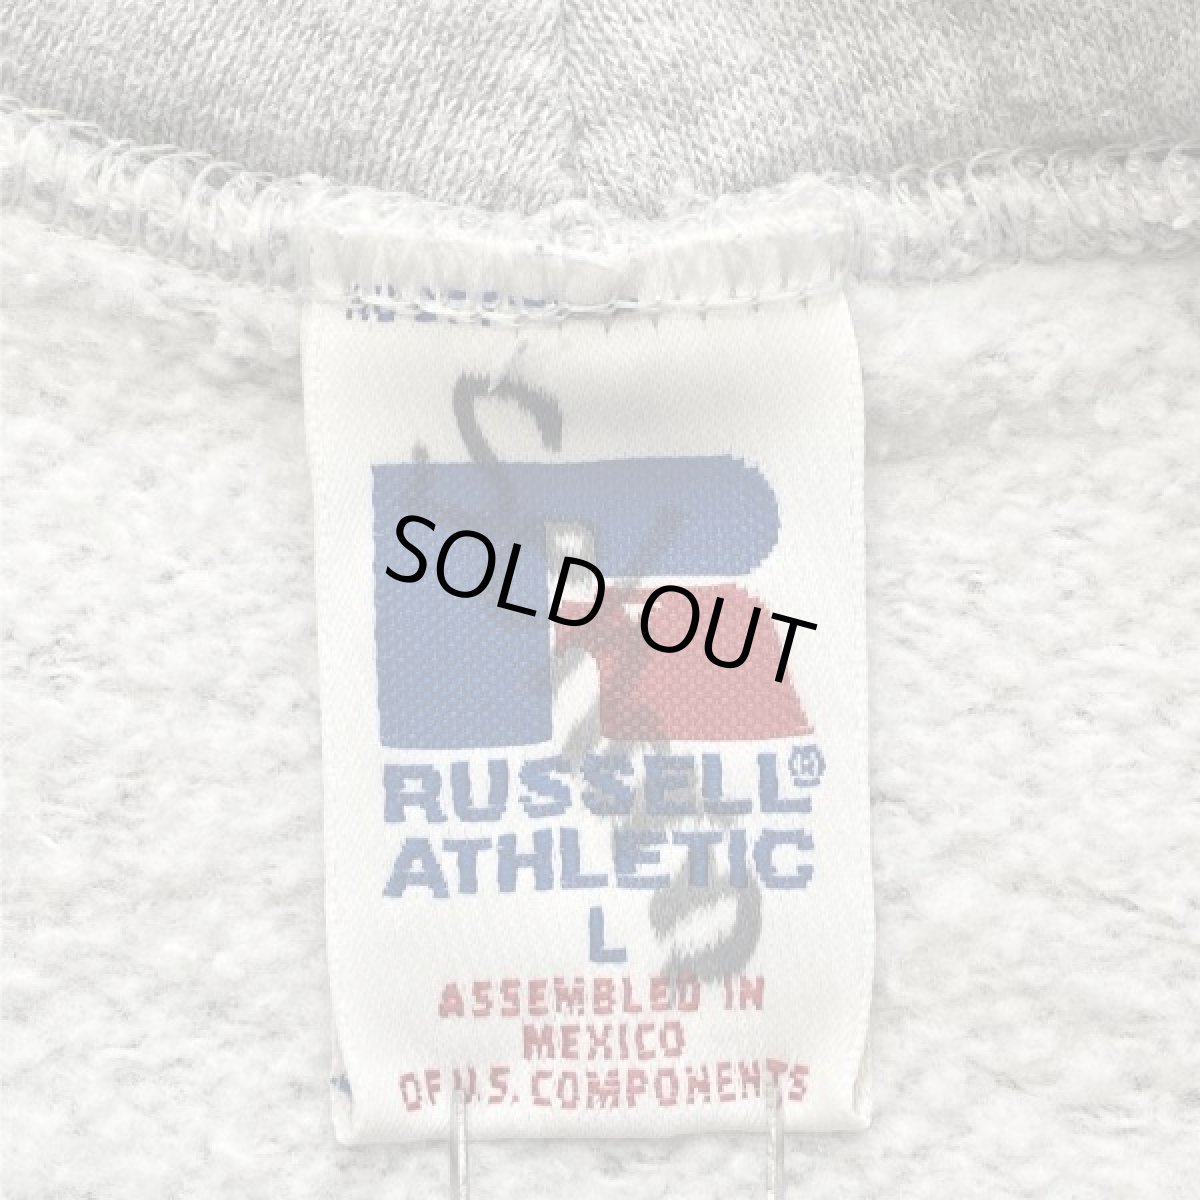 SOLD OUT
RUSSELL®
ATHLETIC
L
ASSEMBLED IN
MEXICO
OF U.S. COMPONENTS